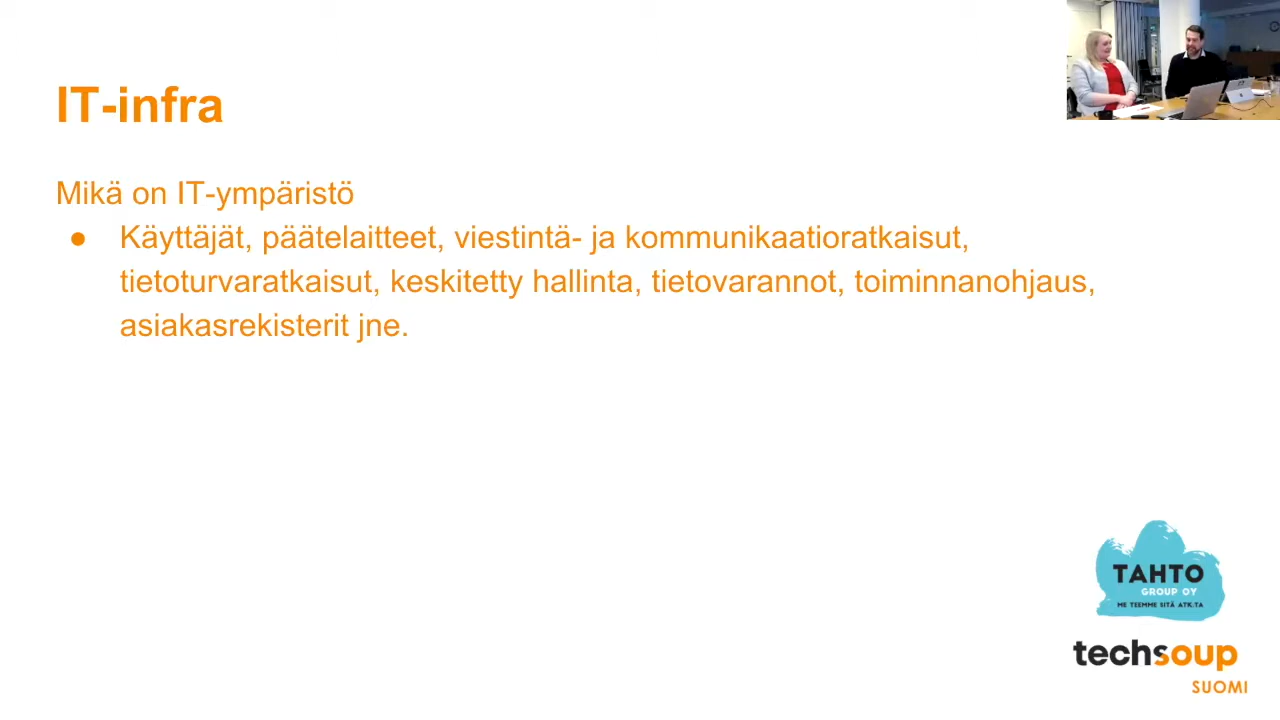 IT-infra
Mikä on IT-ympäristö
● Käyttäjät, päätelaitteet, viestintä- ja kommunikaatioratkaisut,
tietoturvaratkaisut, keskitetty hallinta, tietovarannot, toiminnanohjaus,
asiakasrekisterit jne.
TAHTO
GROUP OY
ME TEEMME SITÄ ATK:TA
techsoup
SUOMI